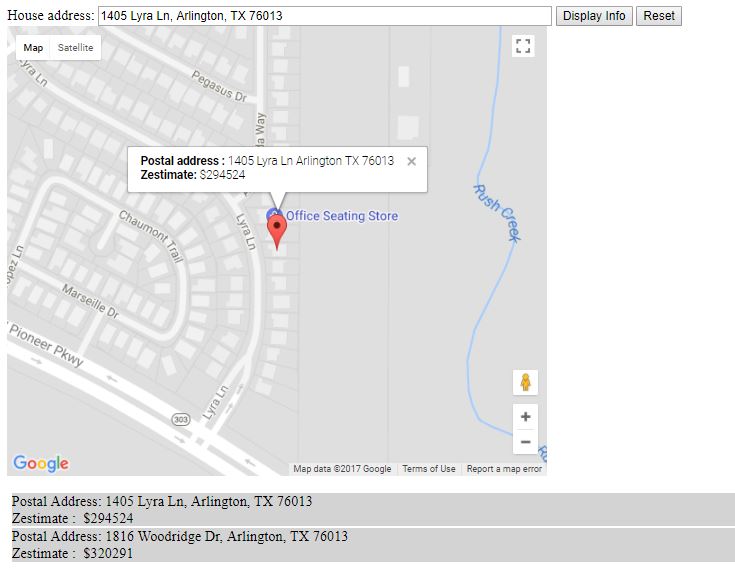 House address: 1405 Lyra Ln, Arlington, TX 76013 Display Info Reset
Map Satellite
Lyra Ln
Pegasus Dr
Way
Postal address : 1405 Lyra Ln Arlington TX 76013 ×
Zestimate: $294524
Office Seating Store
Rush Creek
Chaumont Trail
Lyra Ln
opez Ln
Marseille Dr
Pioneer Pkwy
303
Lyra Ln
Google
Map data ©2017 Google Terms of Use Report a map error
Postal Address: 1405 Lyra Ln, Arlington, TX 76013
Zestimate : $294524
Postal Address: 1816 Woodridge Dr, Arlington, TX 76013
Zestimate : $320291